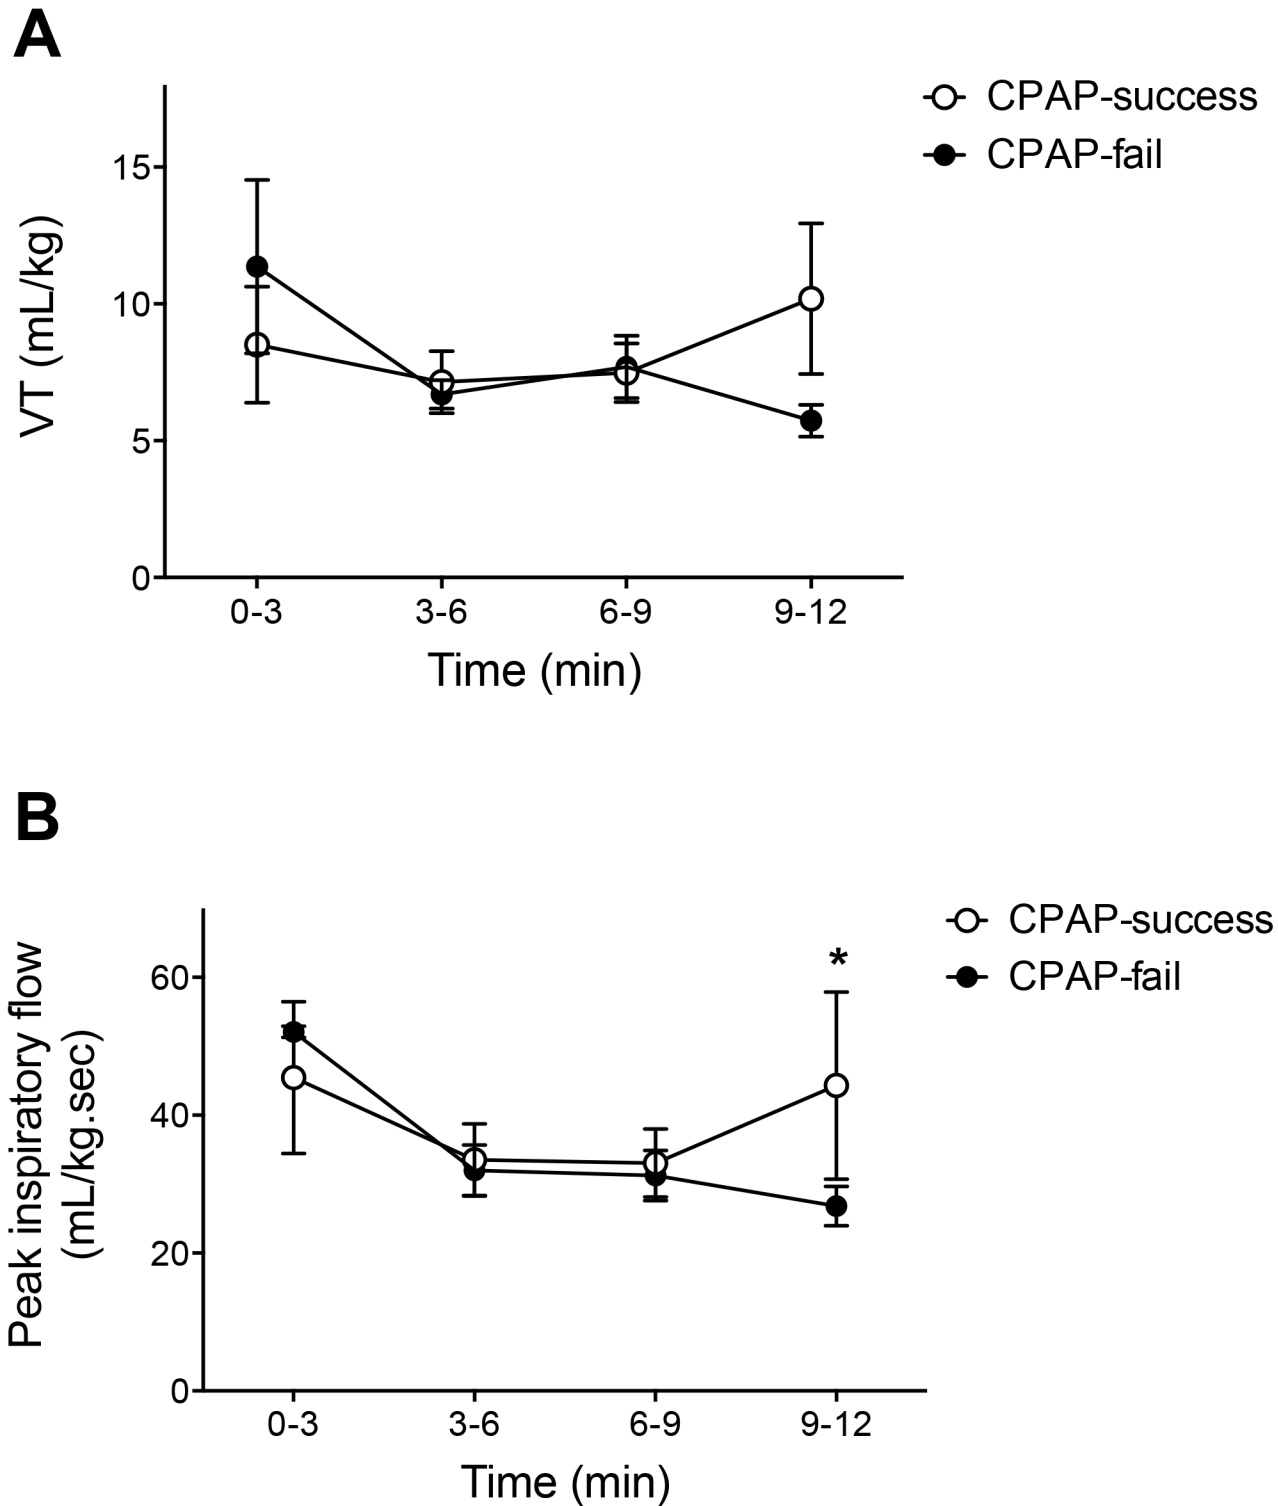 A
CPAP-success
CPAP-fail
15
10
5
0
VT (mL/kg)
0-3 3-6 6-9 9-12
Time (min)
B
CPAP-success
CPAP-fail
*
60
40
20
0
Peak inspiratory flow
(mL/kg.sec)
0-3 3-6 6-9 9-12
Time (min)